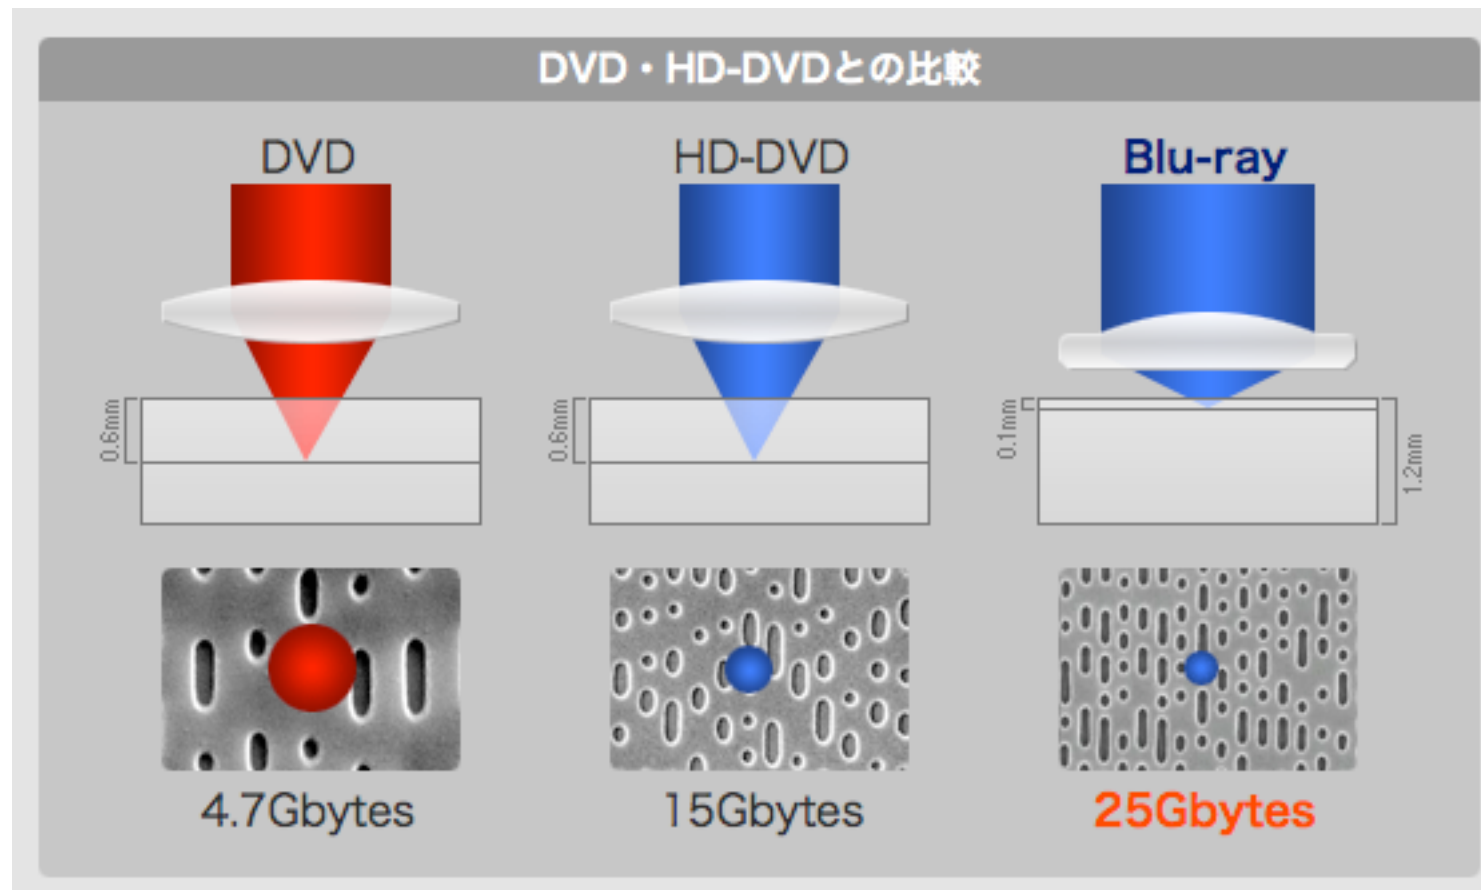 DVD・HD-DVDとの比較
DVD
HD-DVD
Blu-ray
0.6mm
0.6mm
0.1mm
1.2mm
4.7Gbytes
15Gbytes
25Gbytes